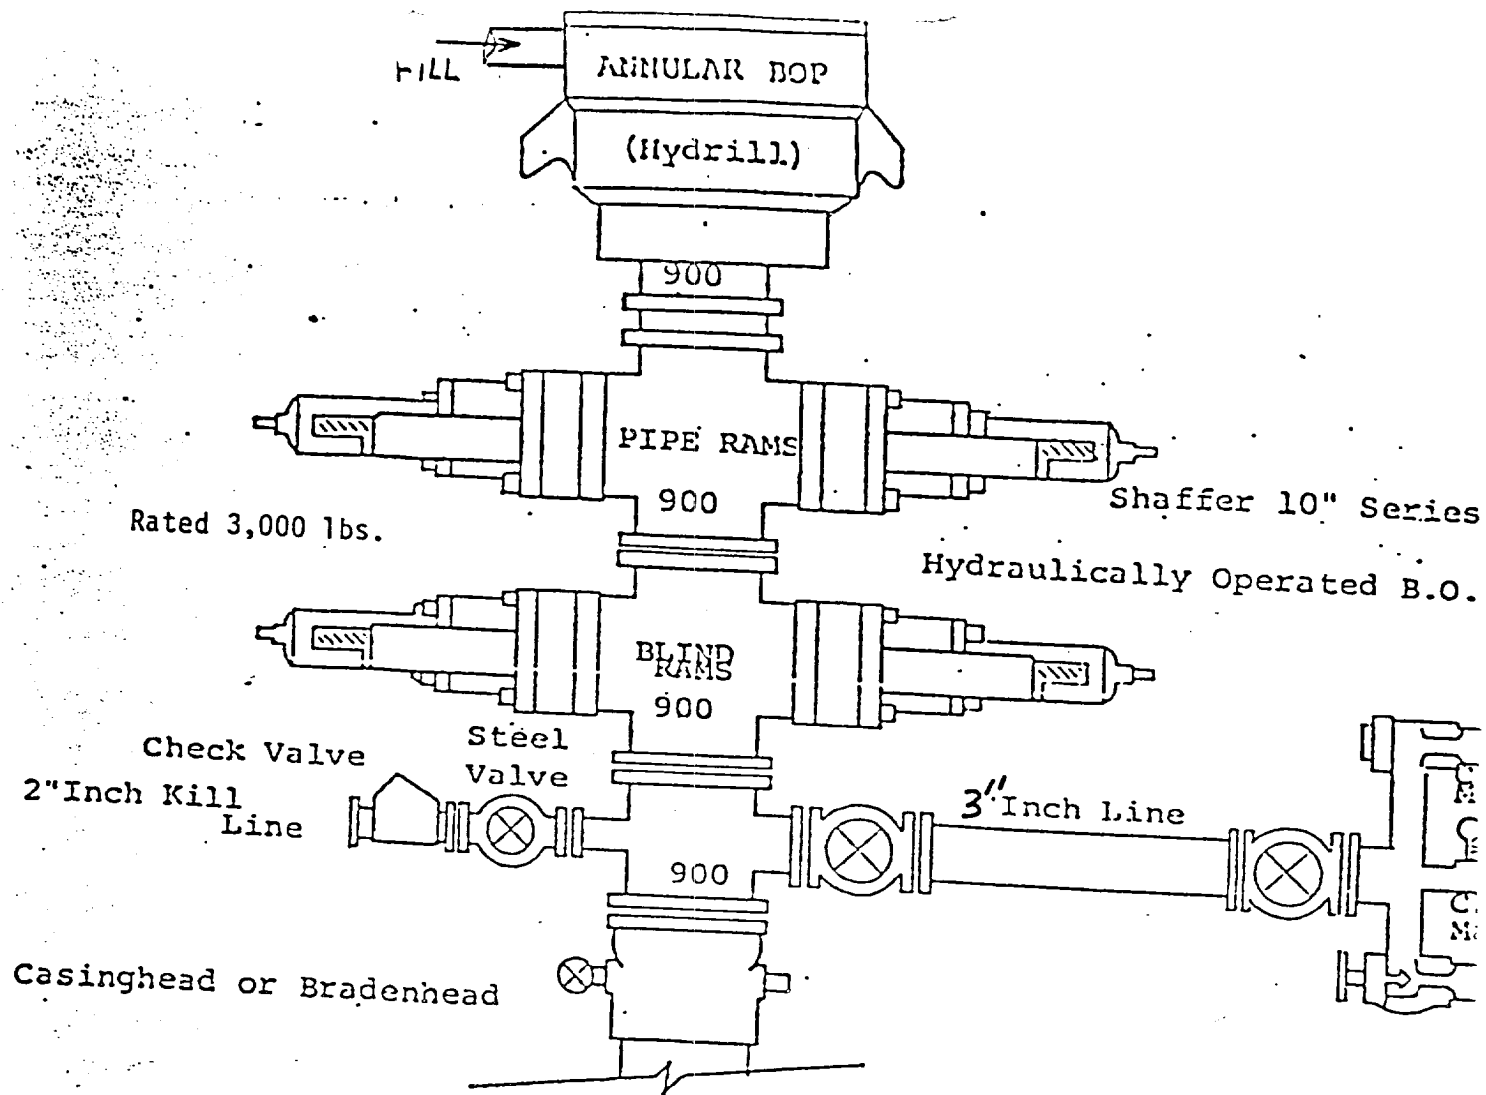 FILL
ANNULAR BOP
(Hydrill)
900
PIPE RAMS
900
Shaffer 10" Series
Rated 3,000 lbs.
Hydraulically Operated B.O.
BLIND
RAMS
900
Check Valve
Steel
Valve
2"Inch Kill
Line
3"Inch Line
900
Casinghead or Bradenhead